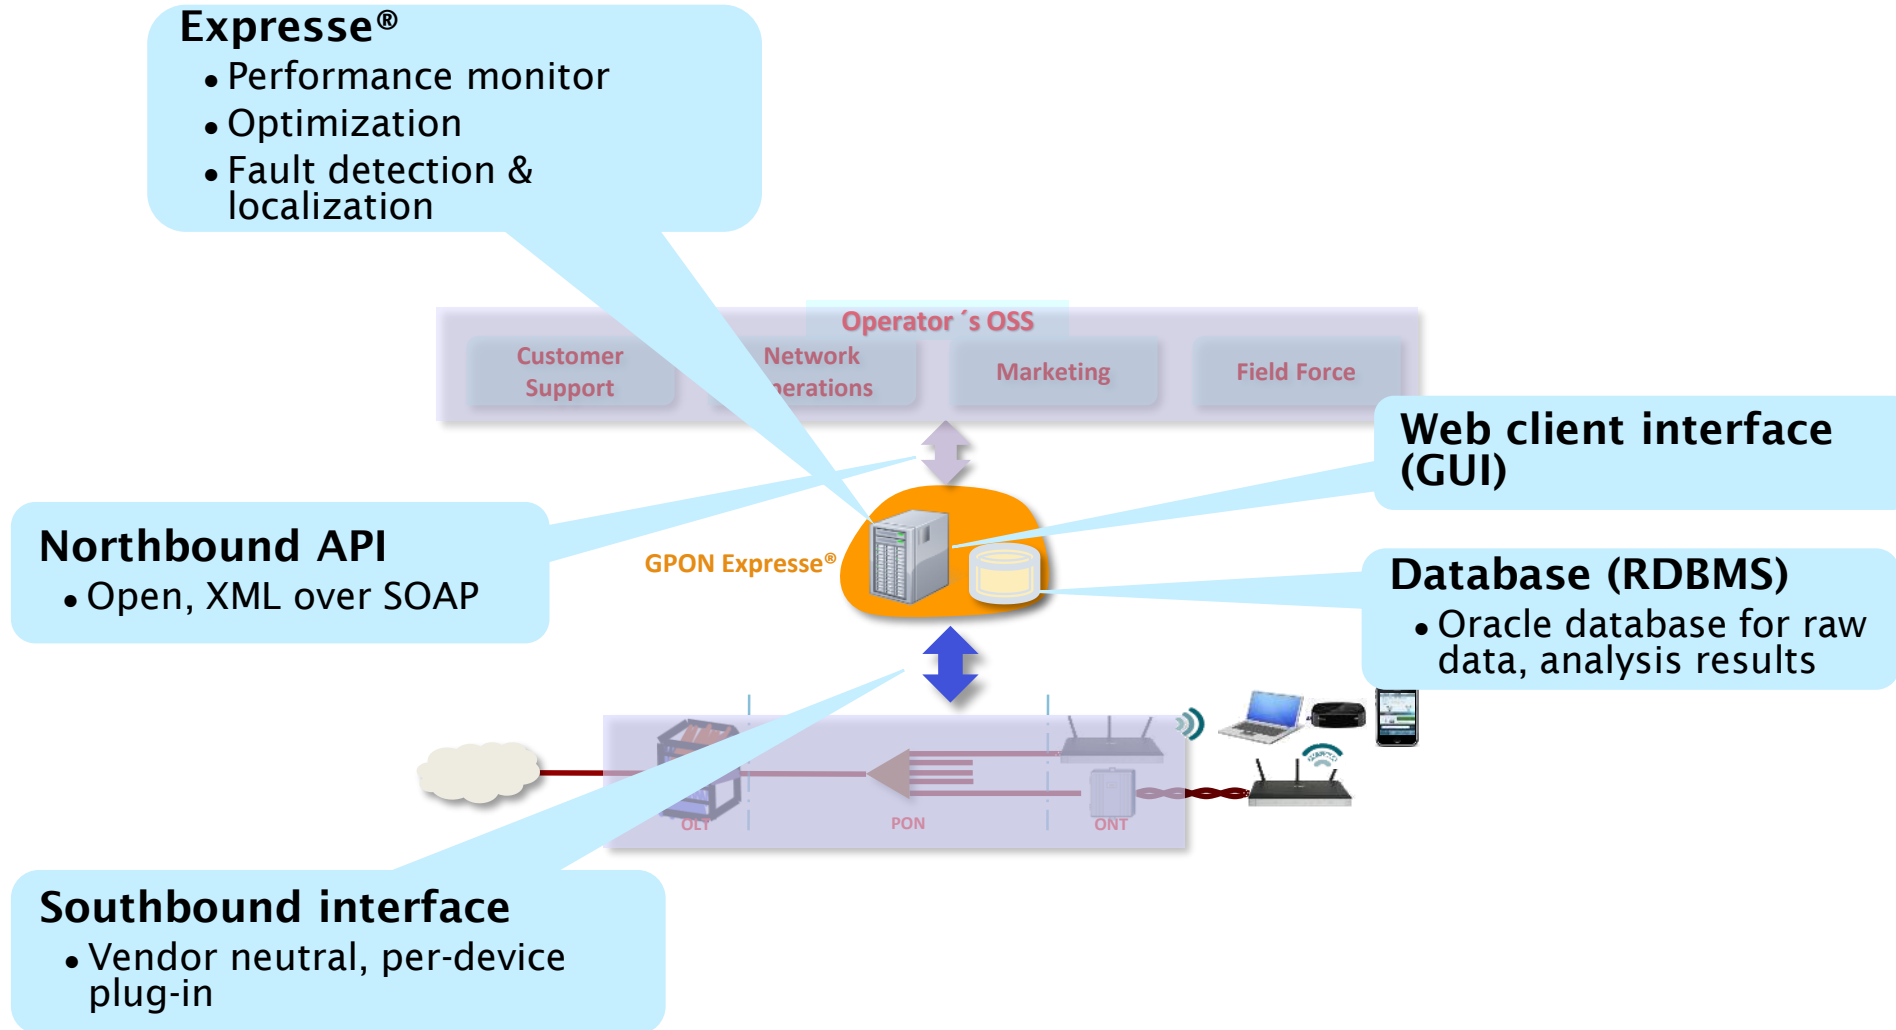 Expresse®
• Performance monitor
• Optimization
• Fault detection &
localization
Operator ´s OSS
Customer
Support
Network
perations
Marketing
Field Force
Web client interface
(GUI)
Northbound API
• Open, XML over SOAP
GPON Expresse®
Database (RDBMS)
• Oracle database for raw
data, analysis results
OLT
PON
ONT
Southbound interface
• Vendor neutral, per-device
plug-in